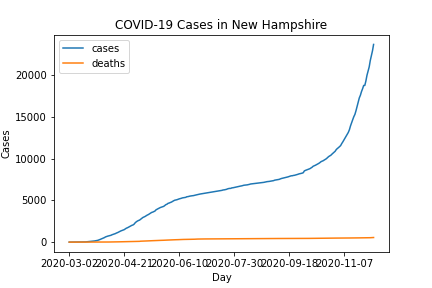 COVID-19 Cases in New Hampshire
cases
deaths
20000
15000
10000
5000
0
Cases
2020-03-02 2020-04-21 2020-06-10 2020-07-30 2020-09-18 2020-11-07
Day